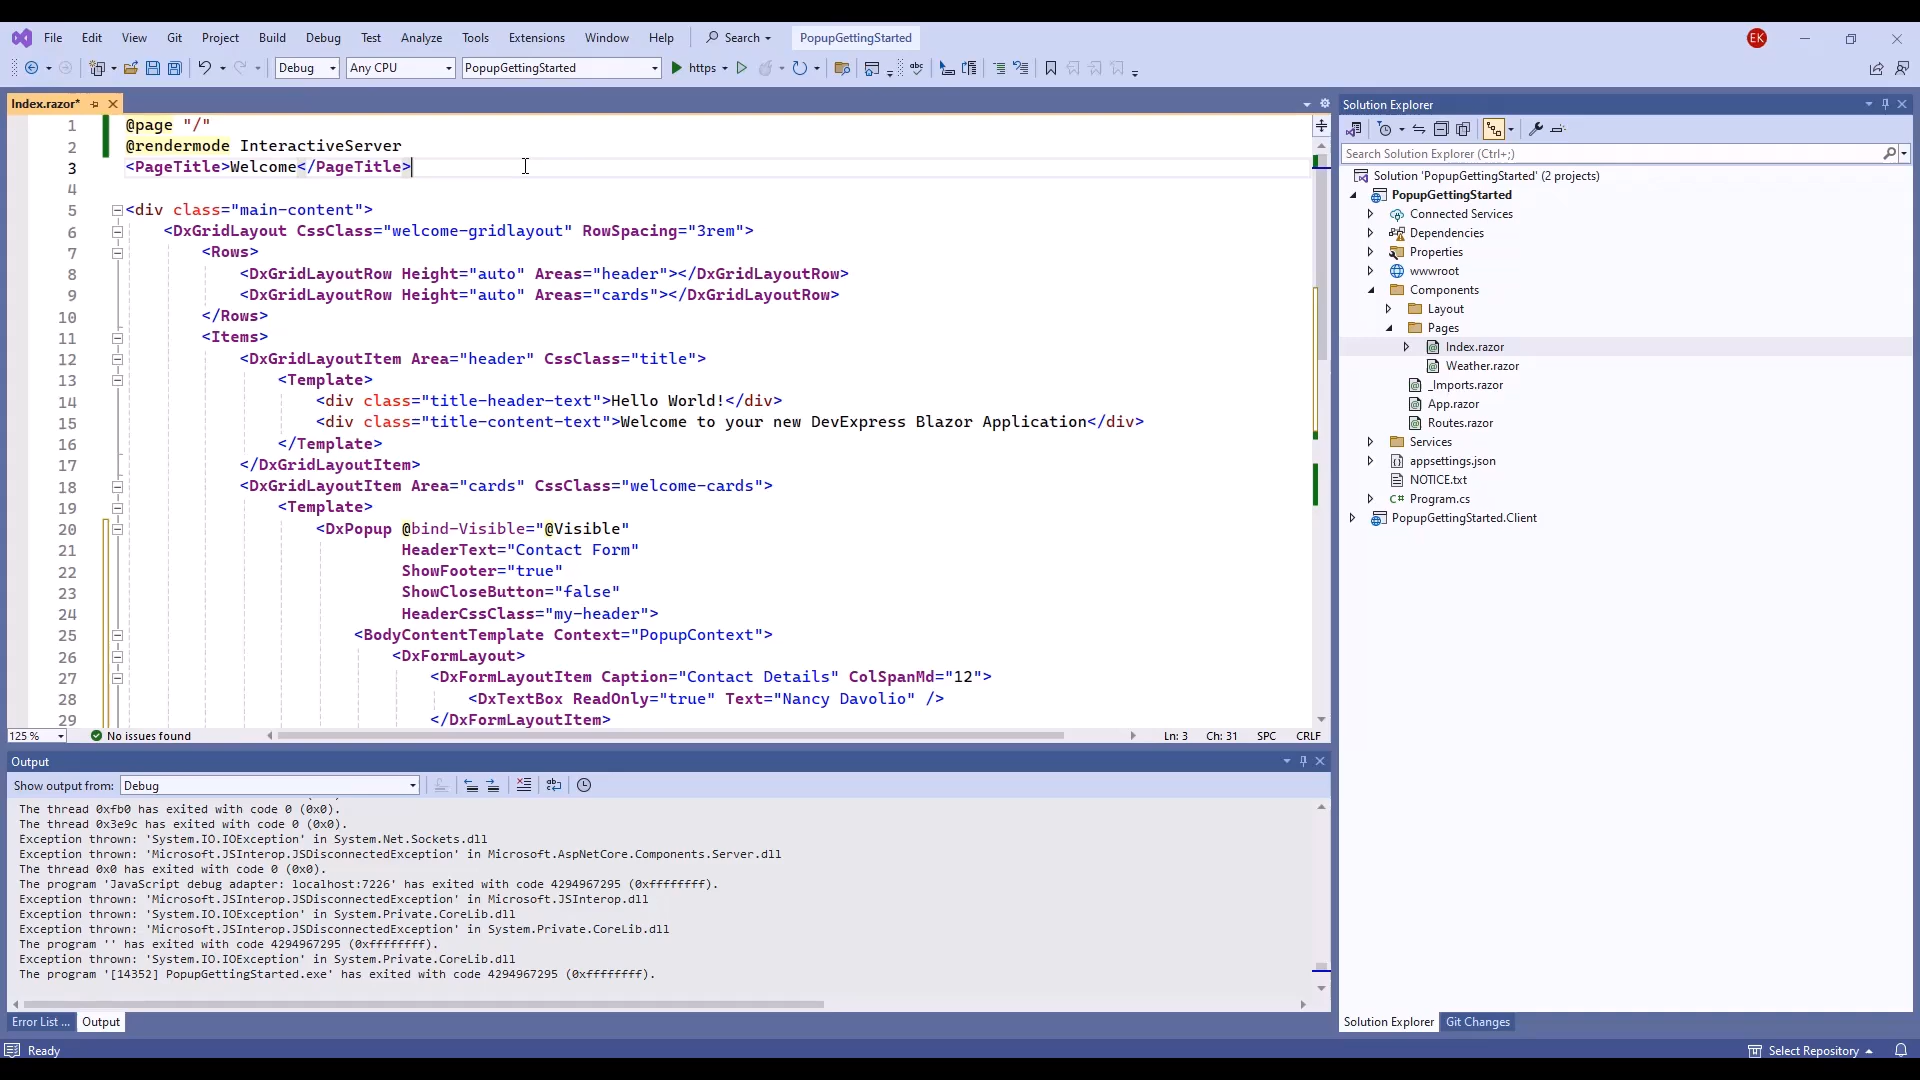 File Edit View Git Project Build Debug Test Analyze Tools Extensions Window Help Search PopupGettingStarted EK
Debug Any CPU PopupGettingStarted https
Index.razor*
1 @page "/"
2 @rendermode InteractiveServer
3 <PageTitle>Welcome</PageTitle>
4
5 <div class="main-content">
6 <DxGridLayout CssClass="welcome-gridlayout" RowSpacing="3rem">
7 <Rows>
8 <DxGridLayoutRow Height="auto" Areas="header"></DxGridLayoutRow>
9 <DxGridLayoutRow Height="auto" Areas="cards"></DxGridLayoutRow>
10 </Rows>
11 <Items>
12 <DxGridLayoutItem Area="header" CssClass="title">
13 <Template>
14 <div class="title-header-text">Hello World!</div>
15 <div class="title-content-text">Welcome to your new DevExpress Blazor Application</div>
16 </Template>
17 </DxGridLayoutItem>
18 <DxGridLayoutItem Area="cards" CssClass="welcome-cards">
19 <Template>
20 <DxPopup @bind-Visible="@Visible"
21 HeaderText="Contact Form"
22 ShowFooter="true"
23 ShowCloseButton="false"
24 HeaderCssClass="my-header">
25 <BodyContentTemplate Context="PopupContext">
26 <DxFormLayout>
27 <DxFormLayoutItem Caption="Contact Details" ColSpanMd="12">
28 <DxTextBox ReadOnly="true" Text="Nancy Davolio" />
29 </DxFormLayoutItem>
125 % No issues found Ln: 3 Ch: 31 SPC CRLF
Output
Show output from: Debug
The thread 0xfb0 has exited with code 0 (0x0).
The thread 0x3e9c has exited with code 0 (0x0).
Exception thrown: 'System.IO.IOException' in System.Net.Sockets.dll
Exception thrown: 'Microsoft.JSInterop.JSDisconnectedException' in Microsoft.AspNetCore.Components.Server.dll
The thread 0x0 has exited with code 0 (0x0).
The program 'JavaScript debug adapter: localhost:7226' has exited with code 4294967295 (0xffffffff).
Exception thrown: 'Microsoft.JSInterop.JSDisconnectedException' in Microsoft.JSInterop.dll
Exception thrown: 'System.IO.IOException' in System.Private.CoreLib.dll
Exception thrown: 'Microsoft.JSInterop.JSDisconnectedException' in System.Private.CoreLib.dll
The program '' has exited with code 4294967295 (0xffffffff).
Exception thrown: 'System.IO.IOException' in System.Private.CoreLib.dll
The program '[14352] PopupGettingStarted.exe' has exited with code 4294967295 (0xffffffff).
Error List ... Output
Solution Explorer
Search Solution Explorer (Ctrl+;)
Solution 'PopupGettingStarted' (2 projects)
PopupGettingStarted
Connected Services
Dependencies
Properties
wwwroot
Components
Layout
Pages
Index.razor
Weather.razor
_Imports.razor
App.razor
Routes.razor
Services
appsettings.json
NOTICE.txt
C# Program.cs
PopupGettingStarted.Client
Solution Explorer Git Changes
Ready Select Repository